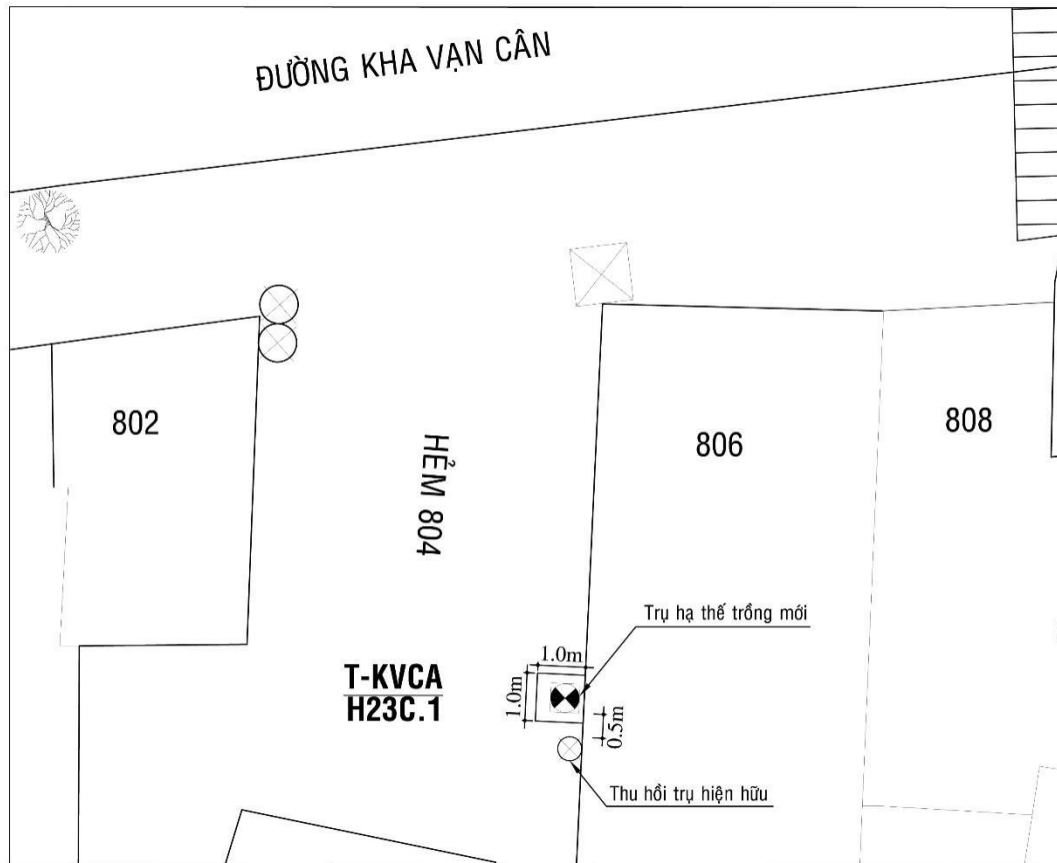 ĐƯỜNG KHA VẠN CÂN
802
HẺM 804
806
808
Trụ hạ thế trồng mới
1.0m
T-KVCA
H23C.1
1.0m
0.5m
Thu hồi trụ hiện hữu